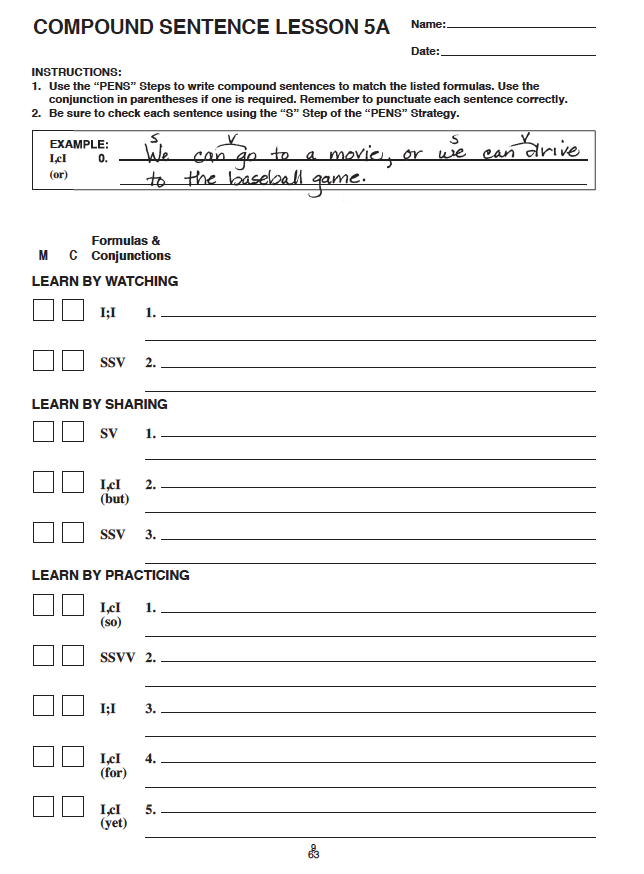 COMPOUND SENTENCE LESSON 5A
Name:
Date:
INSTRUCTIONS:
1. Use the “PENS” Steps to write compound sentences to match the listed formulas. Use the
conjunction in parentheses if one is required. Remember to punctuate each sentence correctly.
2. Be sure to check each sentence using the “S” Step of the “PENS” Strategy.
EXAMPLE:
S V S V
I,cI 0. We can go to a movie, or we can drive
(or) to the baseball game.
Formulas &
M C Conjunctions
LEARN BY WATCHING
I;I 1.
SSV 2.
LEARN BY SHARING
SV 1.
I,cI 2.
(but)
SSV 3.
LEARN BY PRACTICING
I,cI 1.
(so)
SSVV 2.
I;I 3.
I,cI 4.
(for)
I,cI 5.
(yet)
9
63